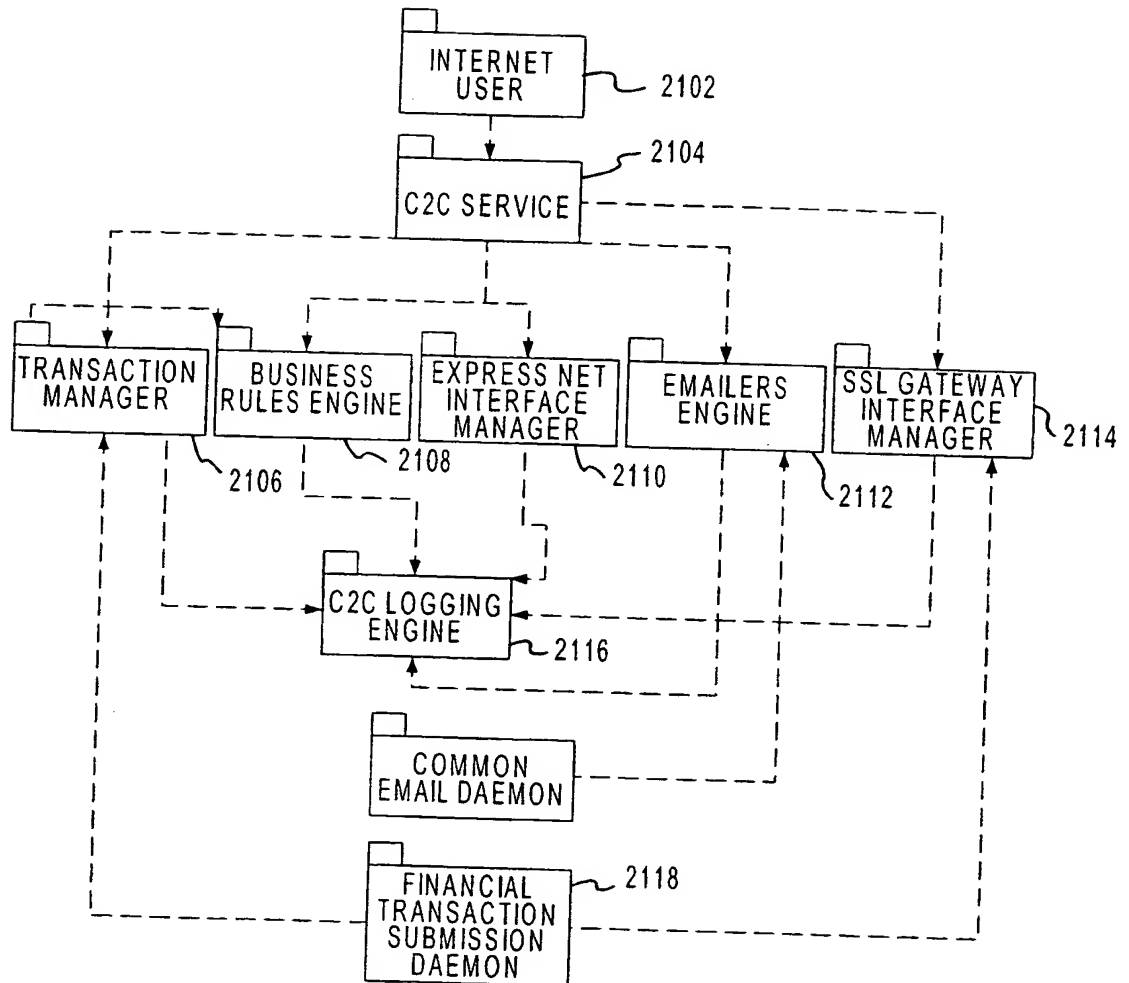 INTERNET
USER
2102
2104
C2C SERVICE
TRANSACTION
MANAGER
BUSINESS
RULES ENGINE
EXPRESS NET
INTERFACE
MANAGER
EMAILERS
ENGINE
SSL GATEWAY
INTERFACE
MANAGER
2106
2108
2110
2112
2114
C2C LOGGING
ENGINE
2116
COMMON
EMAIL DAEMON
FINANCIAL
TRANSACTION
SUBMISSION
DAEMON
2118